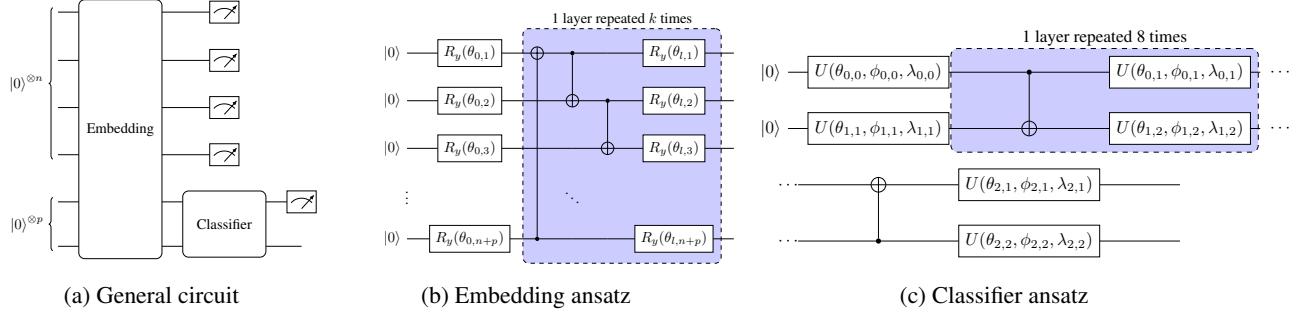 |0⟩^{⊗n}
Embedding
|0⟩^{⊗p}
Classifier
(a) General circuit
1 layer repeated k times
|0⟩ R_y(θ_{0,1}) R_y(θ_{l,1})
|0⟩ R_y(θ_{0,2}) R_y(θ_{l,2})
|0⟩ R_y(θ_{0,3}) R_y(θ_{l,3})
⋮ ⋱
|0⟩ R_y(θ_{0,n+p}) R_y(θ_{l,n+p})
(b) Embedding ansatz
1 layer repeated 8 times
|0⟩ U(θ_{0,0}, ϕ_{0,0}, λ_{0,0}) U(θ_{0,1}, ϕ_{0,1}, λ_{0,1}) ⋯
|0⟩ U(θ_{1,1}, ϕ_{1,1}, λ_{1,1}) U(θ_{1,2}, ϕ_{1,2}, λ_{1,2}) ⋯
⋯ U(θ_{2,1}, ϕ_{2,1}, λ_{2,1})
⋯ U(θ_{2,2}, ϕ_{2,2}, λ_{2,2})
(c) Classifier ansatz